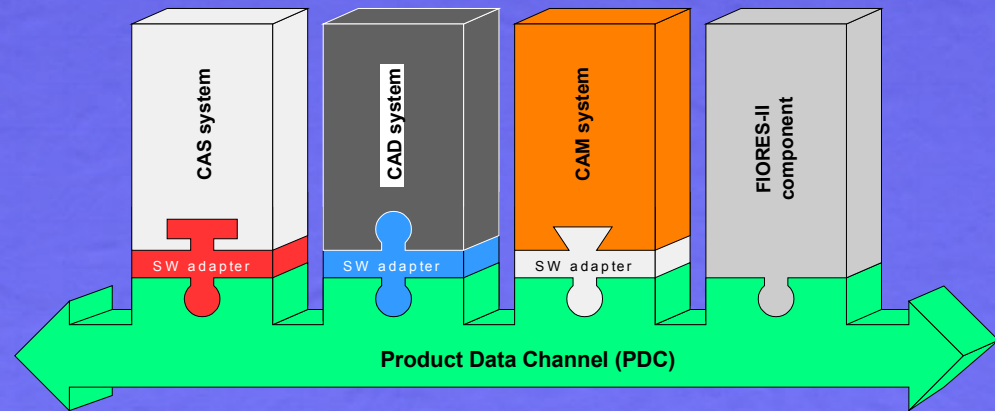 CAS system
CAD system
CAM system
FIORES-II
component
SW adapter
SW adapter
SW adapter
Product Data Channel (PDC)